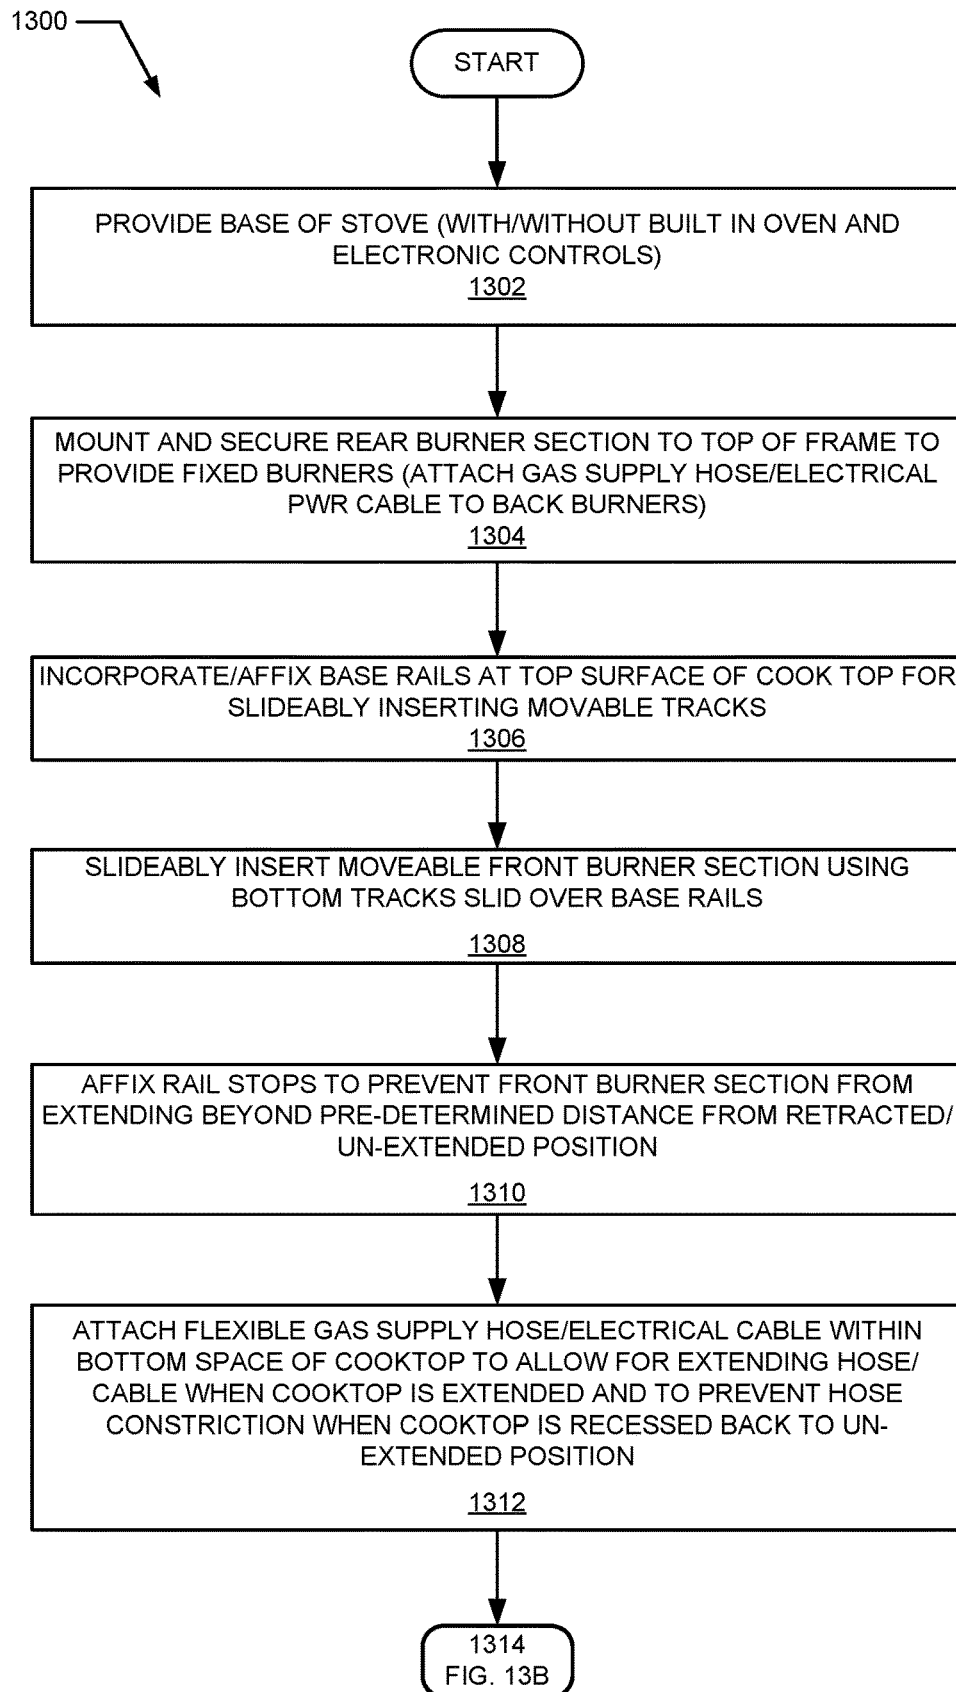 1300
START
PROVIDE BASE OF STOVE (WITH/WITHOUT BUILT IN OVEN AND
ELECTRONIC CONTROLS)
1302
MOUNT AND SECURE REAR BURNER SECTION TO TOP OF FRAME TO
PROVIDE FIXED BURNERS (ATTACH GAS SUPPLY HOSE/ELECTRICAL
PWR CABLE TO BACK BURNERS)
1304
INCORPORATE/AFFIX BASE RAILS AT TOP SURFACE OF COOK TOP FOR
SLIDEABLY INSERTING MOVABLE TRACKS
1306
SLIDEABLY INSERT MOVEABLE FRONT BURNER SECTION USING
BOTTOM TRACKS SLID OVER BASE RAILS
1308
AFFIX RAIL STOPS TO PREVENT FRONT BURNER SECTION FROM
EXTENDING BEYOND PRE-DETERMINED DISTANCE FROM RETRACTED/
UN-EXTENDED POSITION
1310
ATTACH FLEXIBLE GAS SUPPLY HOSE/ELECTRICAL CABLE WITHIN
BOTTOM SPACE OF COOKTOP TO ALLOW FOR EXTENDING HOSE/
CABLE WHEN COOKTOP IS EXTENDED AND TO PREVENT HOSE
CONSTRICTION WHEN COOKTOP IS RECESSED BACK TO UN-
EXTENDED POSITION
1312
1314
FIG. 13B